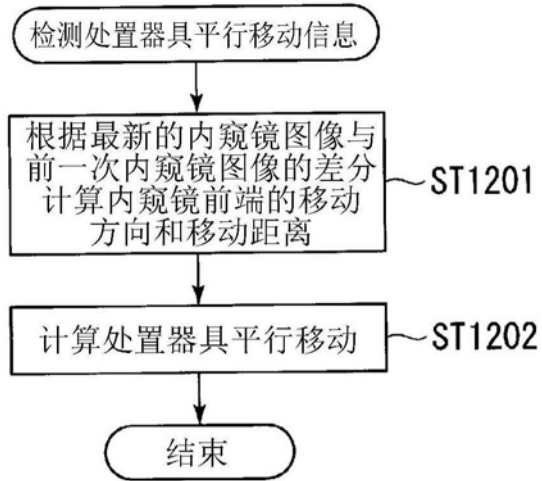 检测处置器具平行移动信息
根据最新的内窥镜图像与
前一次内窥镜图像的差分
计算内窥镜前端的移动
方向和移动距离
ST1201
计算处置器具平行移动
ST1202
结束